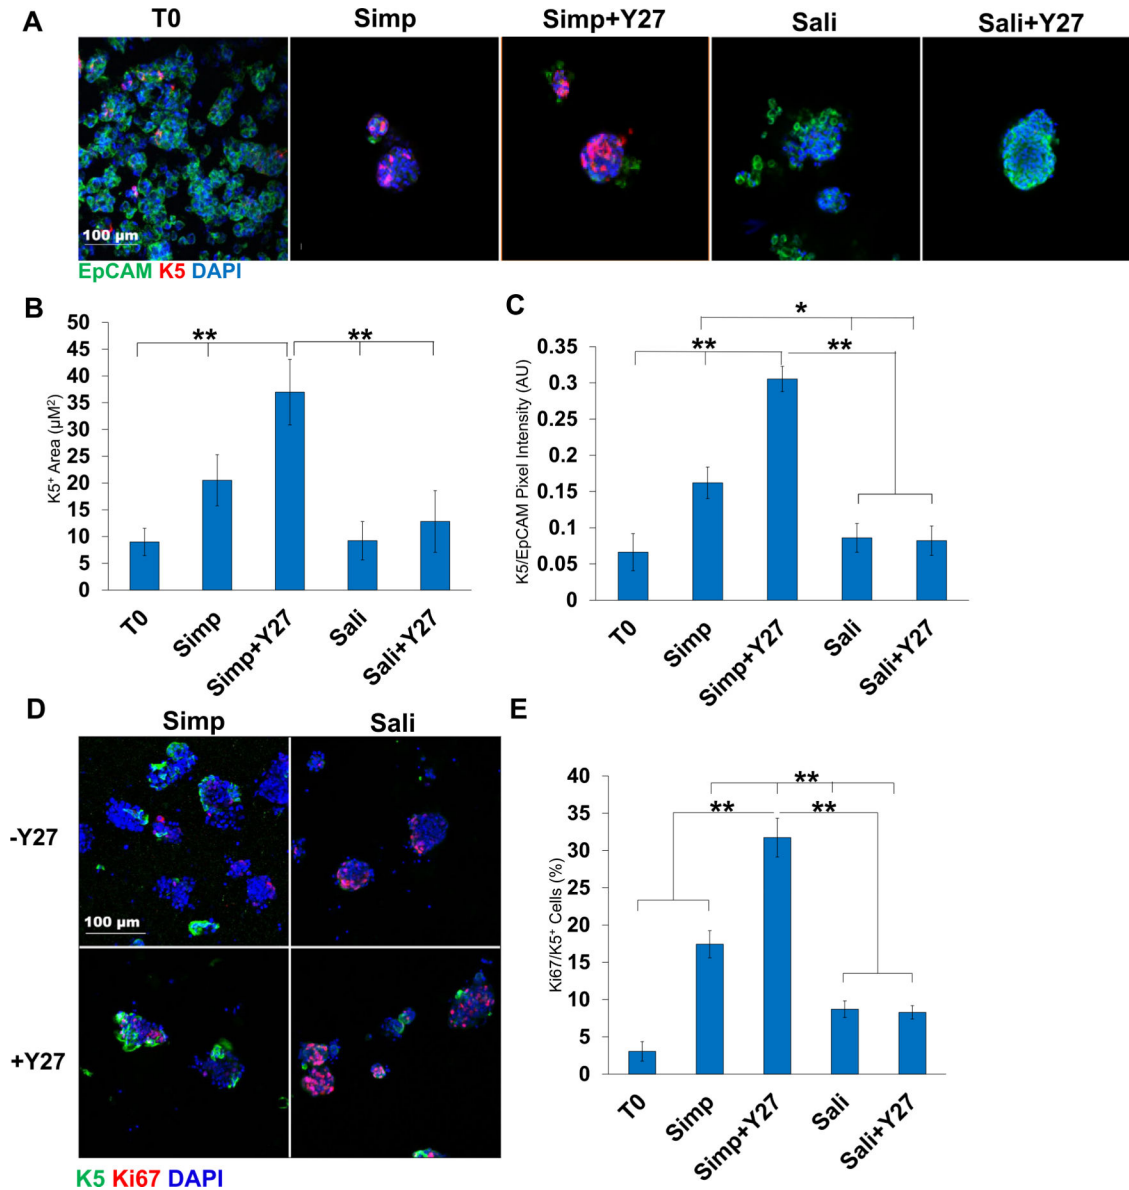 A
T0 Simp Simp+Y27 Sali Sali+Y27
100 µm
EpCAM K5 DAPI
B
K5⁺ Area (µM²)
50
45
40
35
30
25
20
15
10
5
0
** **
T0 Simp Simp+Y27 Sali Sali+Y27
C
K5/EpCAM Pixel Intensity (AU)
0.35
0.3
0.25
0.2
0.15
0.1
0.05
0
*
** **
T0 Simp Simp+Y27 Sali Sali+Y27
D
Simp Sali
-Y27
100 µm
+Y27
K5 Ki67 DAPI
E
Ki67/K5⁺ Cells (%)
40
35
30
25
20
15
10
5
0
**
** **
T0 Simp Simp+Y27 Sali Sali+Y27